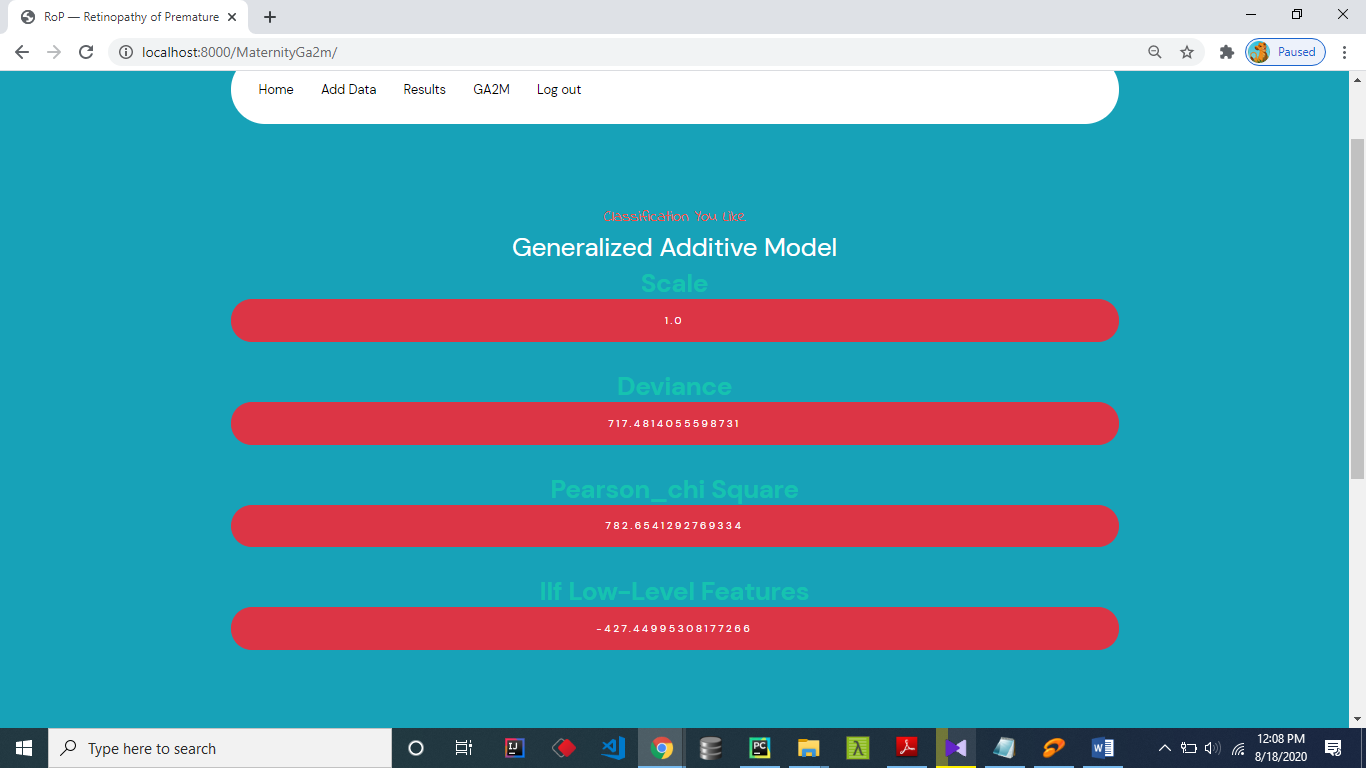 RoP — Retinopathy of Premature
localhost:8000/MaternityGa2m/
Paused
Home Add Data Results GA2M Log out
Classification You Like
Generalized Additive Model
Scale
1.0
Deviance
717.4814055598731
Pearson_chi Square
782.6541292769334
llf Low-Level Features
-427.44995308177266
Type here to search
IJ
PC
W
12:08 PM
8/18/2020